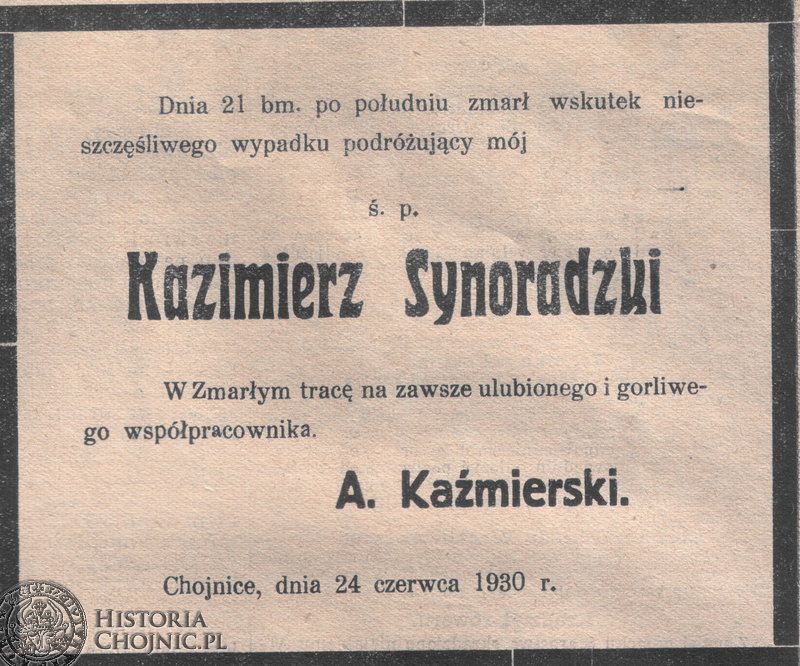 Dnia 21 bm. po południu zmarł wskutek nie-
szczęśliwego wypadku podróżujący mój
ś. p.
Kazimierz Synoradzki
W Zmarłym tracę na zawsze ulubionego i gorliwe-
go współpracownika.
A. Kaźmierski.
Chojnice, dnia 24 czerwca 1930 r.
HISTORIA
CHOJNIC.PL